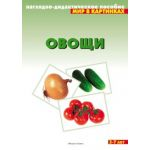 НАГЛЯДНО-ДИДАКТИЧЕСКОЕ ПОСОБИЕ
МИР В КАРТИНКАХ
ОВОЩИ
3-7 лет